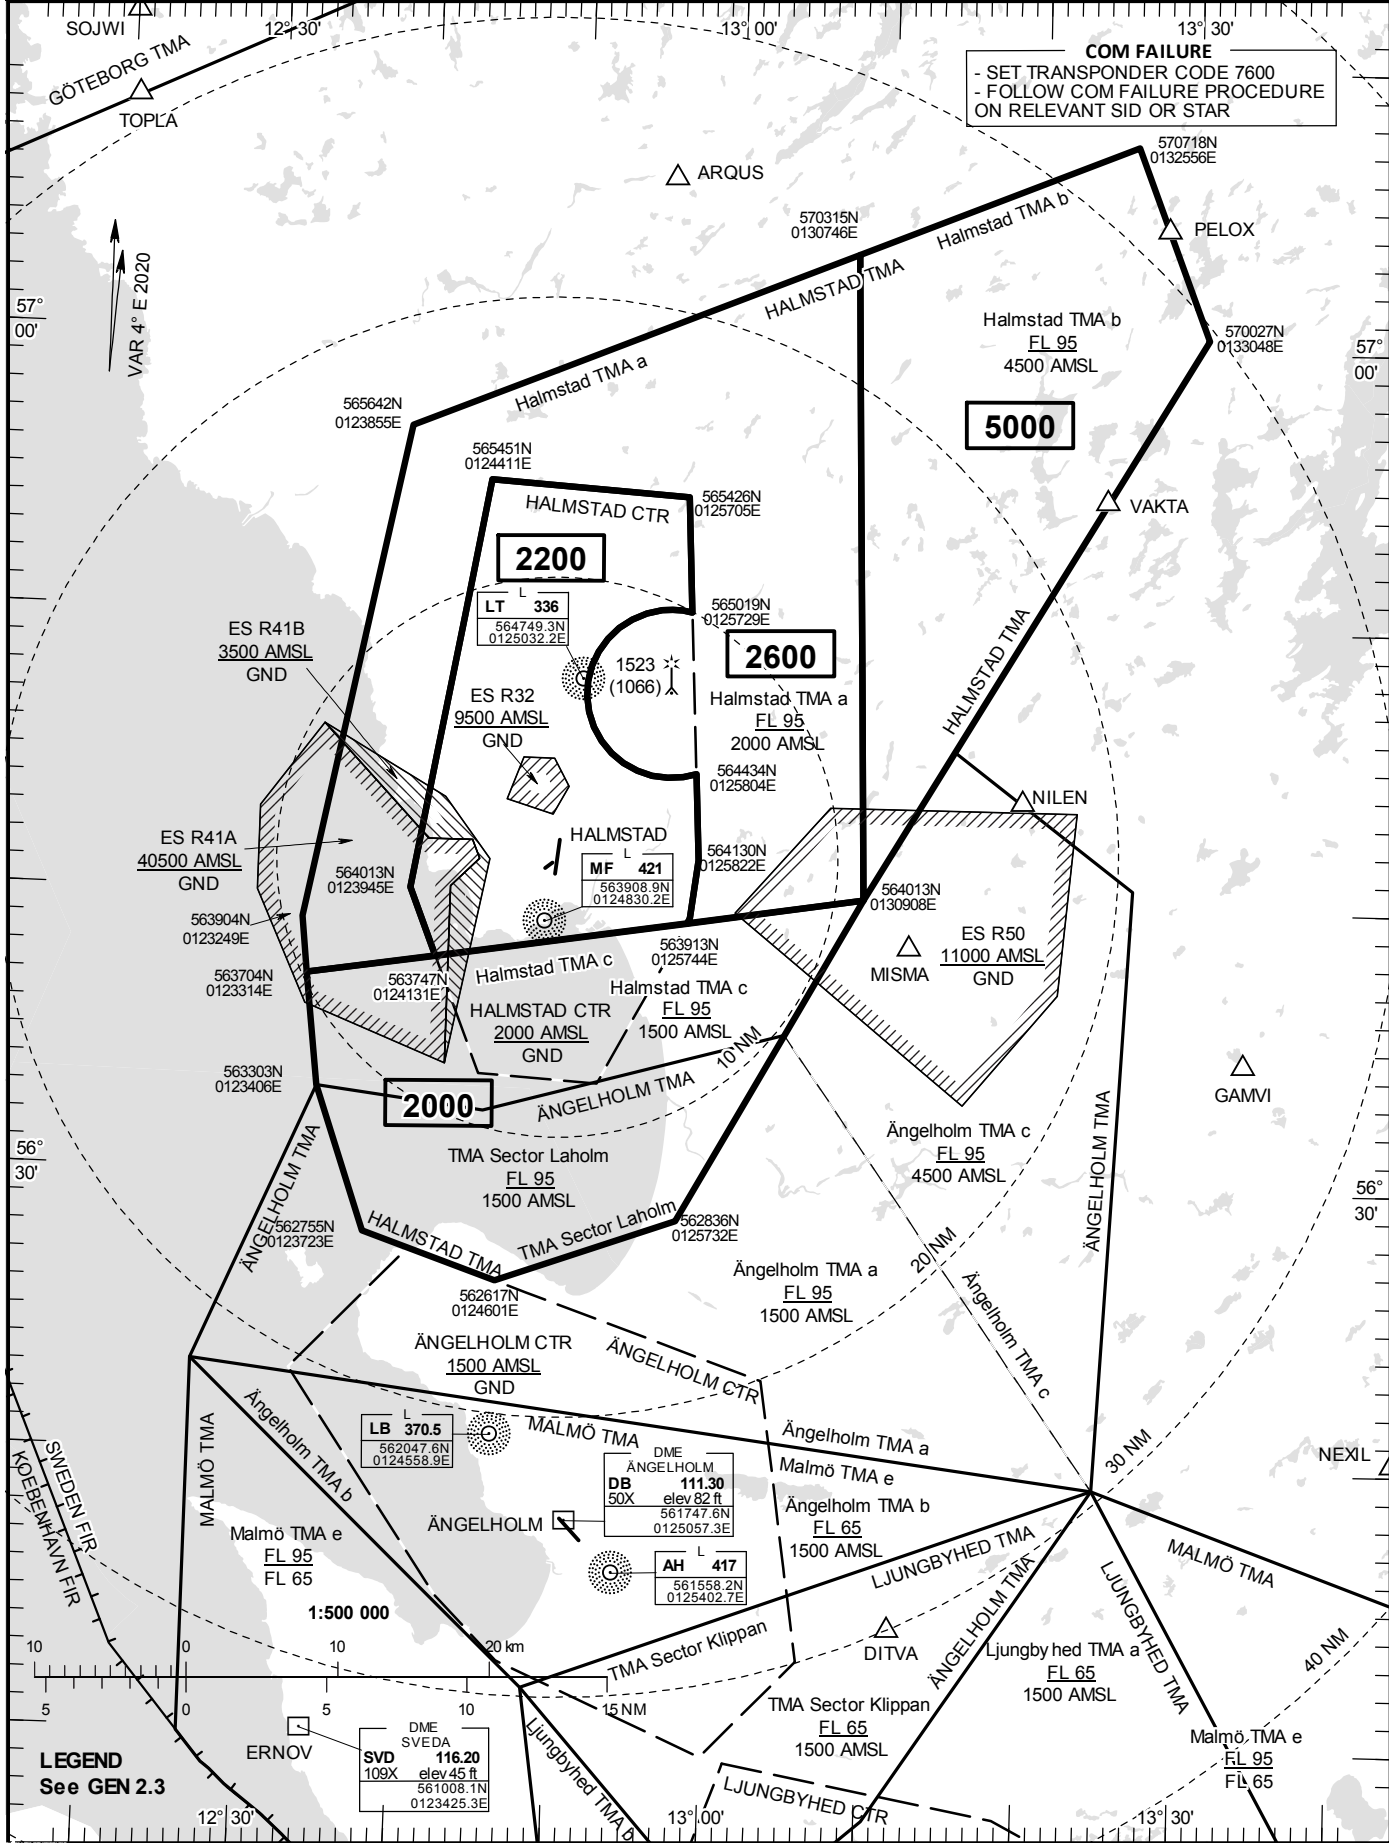 SOJWI
12° 30'
13° 00'
13° 30'
GÖTEBORG TMA
TOPLA
COM FAILURE
- SET TRANSPONDER CODE 7600
- FOLLOW COM FAILURE PROCEDURE
ON RELEVANT SID OR STAR
ARQUS
570718N
0132556E
570315N
0130746E
Halmstad TMA b
PELOX
HALMSTAD TMA
VAR 4° E 2020
57°
00'
Halmstad TMA b
FL 95
4500 AMSL
570027N
0133048E
57°
00'
Halmstad TMA a
565642N
0123855E
5000
565451N
0124411E
HALMSTAD CTR
565426N
0125705E
VAKTA
2200
L
LT 336
564749.3N
0125032.2E
565019N
0125729E
ES R41B
3500 AMSL
GND
2600
1523
(1066)
HALMSTAD TMA
ES R32
9500 AMSL
GND
Halmstad TMA a
FL 95
2000 AMSL
564434N
0125804E
NILEN
ES R41A
40500 AMSL
GND
HALMSTAD
L
MF 421
563908.9N
0124830.2E
564130N
0125822E
564013N
0123945E
564013N
0130908E
563904N
0123249E
ES R50
11000 AMSL
GND
MISMA
563913N
0125744E
563704N
0123314E
563747N
0124131E
Halmstad TMA c
Halmstad TMA c
FL 95
1500 AMSL
HALMSTAD CTR
2000 AMSL
GND
10 NM
563303N
0123406E
2000
ÄNGELHOLM TMA
GAMVI
ÄNGELHOLM TMA
Ängelholm TMA c
FL 95
4500 AMSL
ÄNGELHOLM TMA
56°
30'
TMA Sector Laholm
FL 95
1500 AMSL
56°
30'
562755N
0123723E
HALMSTAD TMA
TMA Sector Laholm
562836N
0125732E
20 NM
562617N
0124601E
Ängelholm TMA a
FL 95
1500 AMSL
Ängelholm TMA c
ÄNGELHOLM CTR
1500 AMSL
GND
ÄNGELHOLM CTR
MALMÖ TMA
Ängelholm TMA b
L
LB 370.5
562047.6N
0124558.9E
MALMÖ TMA
Ängelholm TMA a
Malmö TMA e
30 NM
NEXIL
SWEDEN FIR
KOEBENHAVN FIR
DME
ÄNGELHOLM
DB 111.30
50X elev 82 ft
561747.6N
0125057.3E
Ängelholm TMA b
FL 65
1500 AMSL
ÄNGELHOLM
Malmö TMA e
FL 95
FL 65
L
AH 417
561558.2N
0125402.7E
LJUNGBYHED TMA
MALMÖ TMA
1:500 000
10 0 10 20 km
5 0 5 10 15 NM
TMA Sector Klippan
DITVA
ÄNGELHOLM TMA
Ljungbyhed TMA a
FL 65
1500 AMSL
LJUNGBYHED TMA
40 NM
TMA Sector Klippan
FL 65
1500 AMSL
ERNOV
DME
SVEDA
SVD 116.20
109X elev 45 ft
561008.1N
0123425.3E
Ljungbyhed TMA b
Malmö TMA e
FL 95
FL 65
LEGEND
See GEN 2.3
LJUNGBYHED CTR
12° 30'
13° 00'
13° 30'